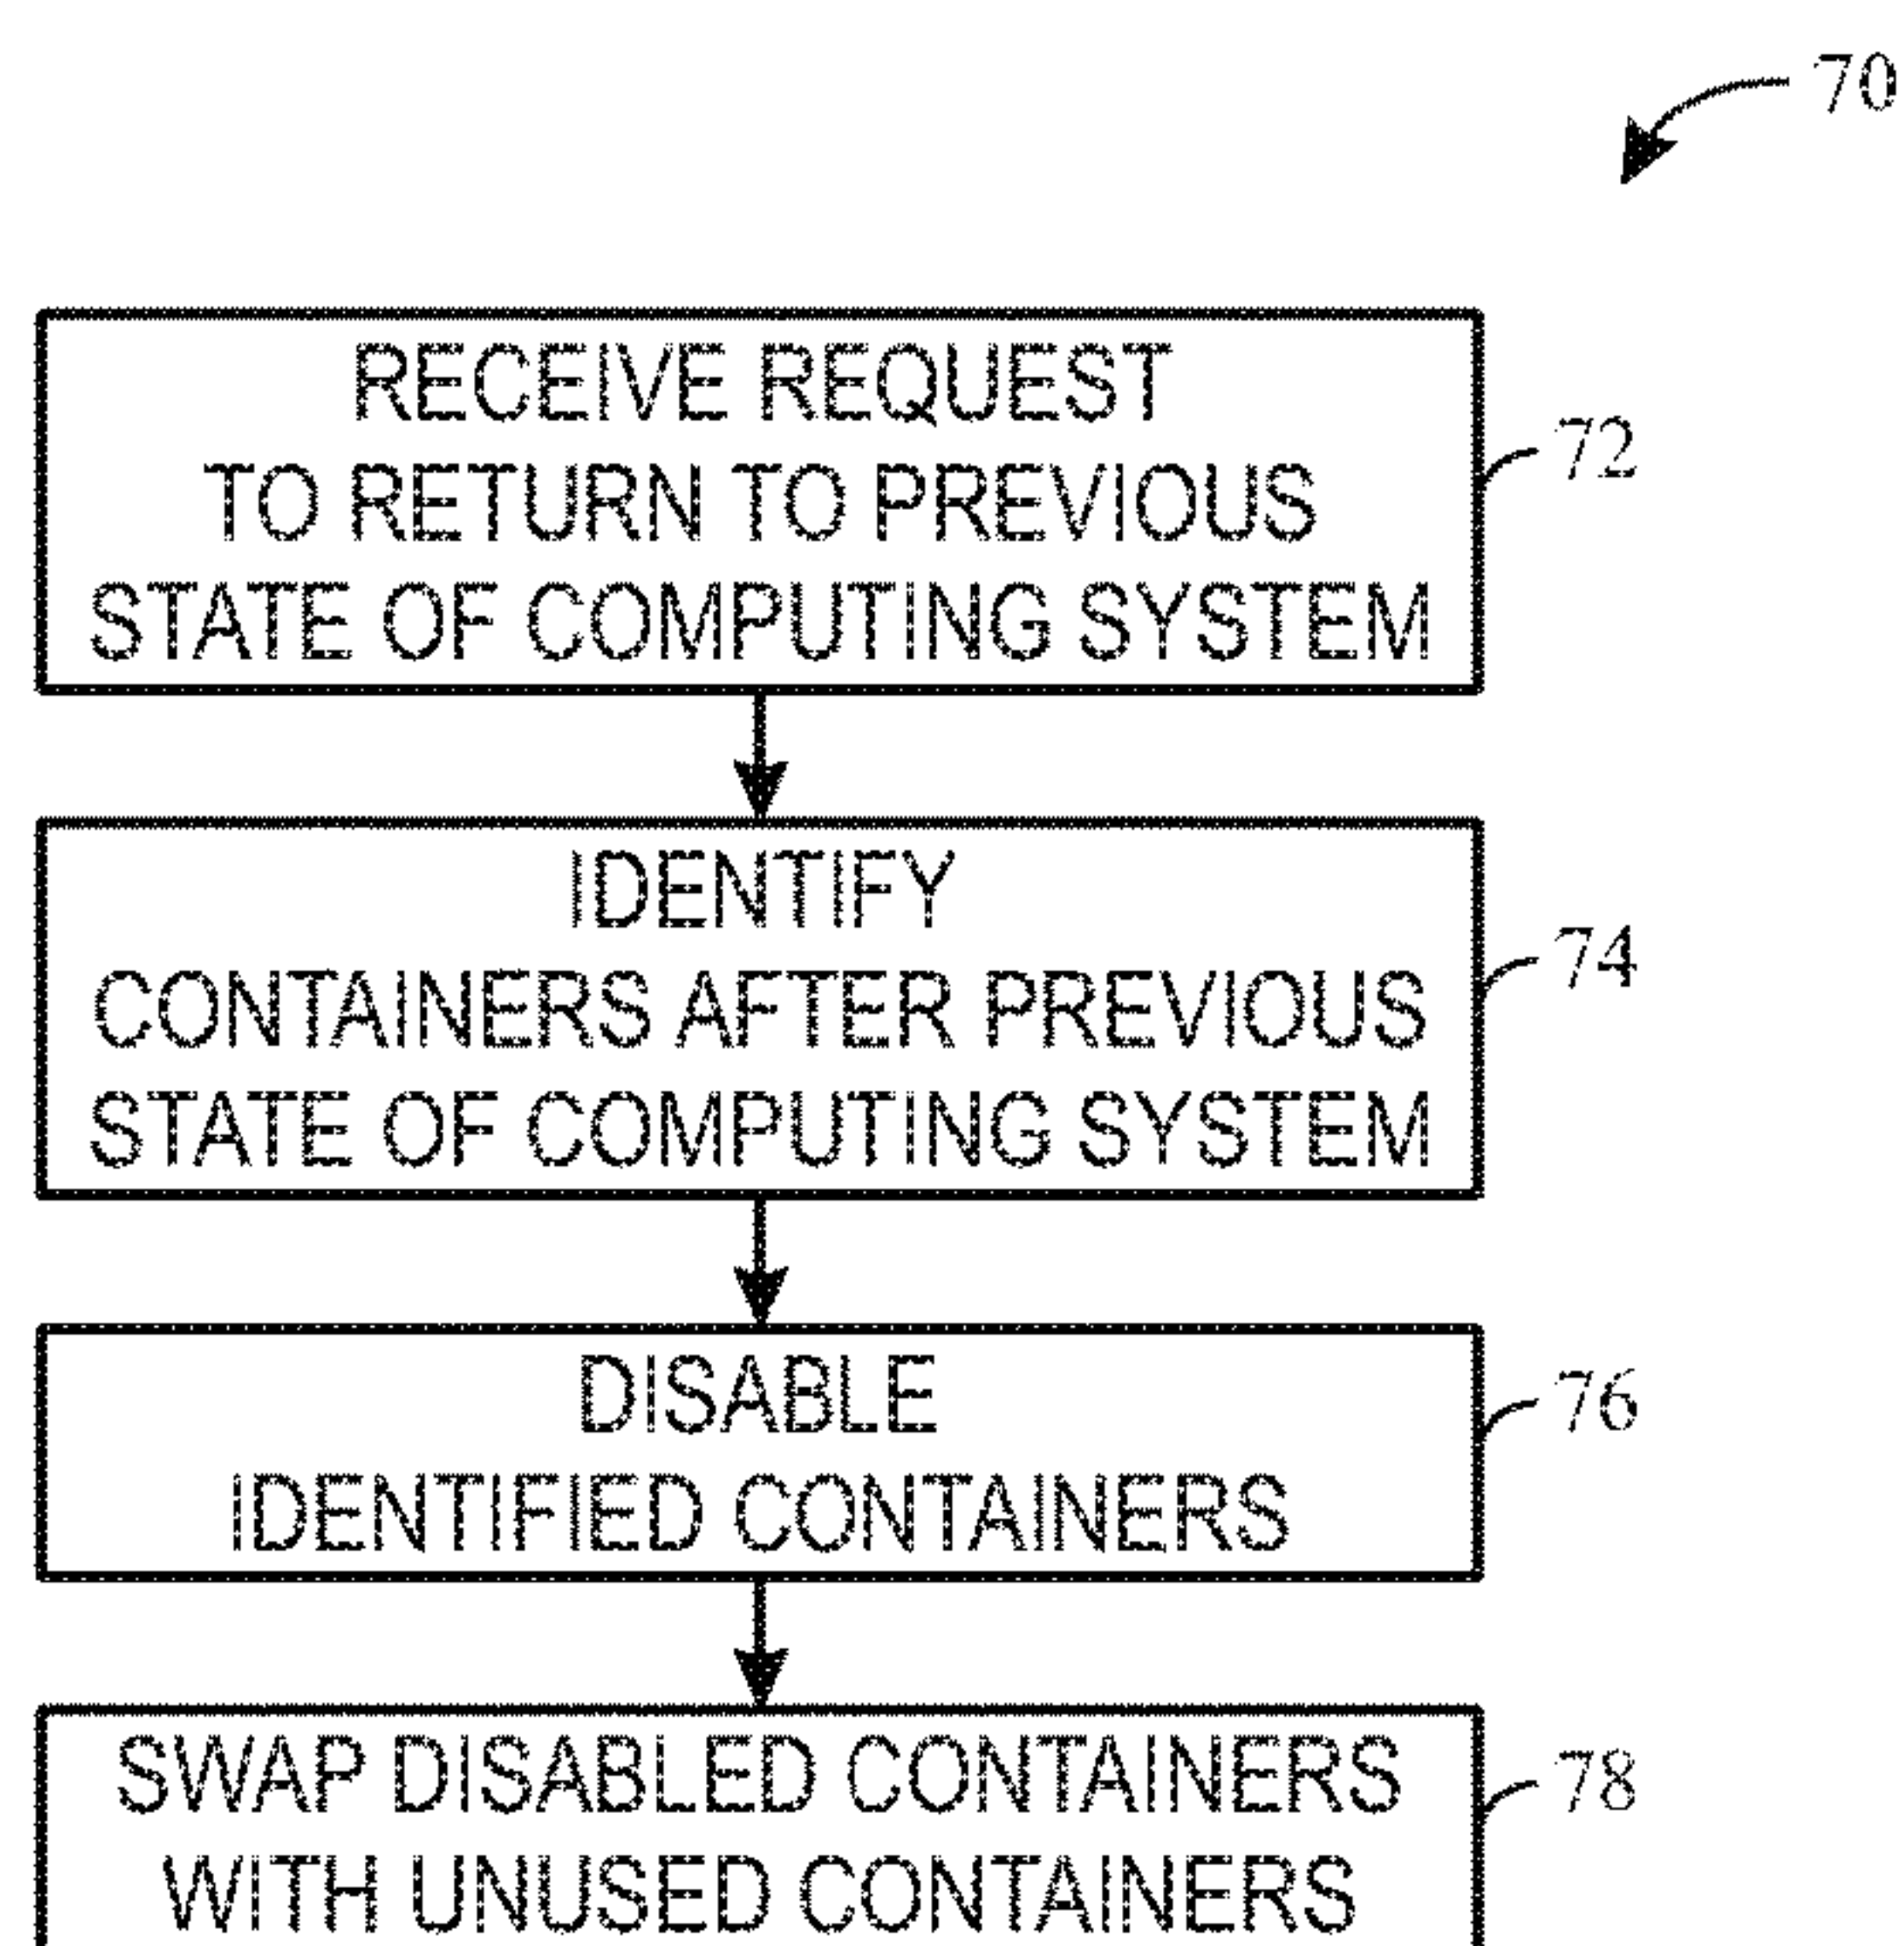 70
RECEIVE REQUEST
TO RETURN TO PREVIOUS
STATE OF COMPUTING SYSTEM
72
IDENTIFY
CONTAINERS AFTER PREVIOUS
STATE OF COMPUTING SYSTEM
74
DISABLE
IDENTIFIED CONTAINERS
76
SWAP DISABLED CONTAINERS
WITH UNUSED CONTAINERS
78